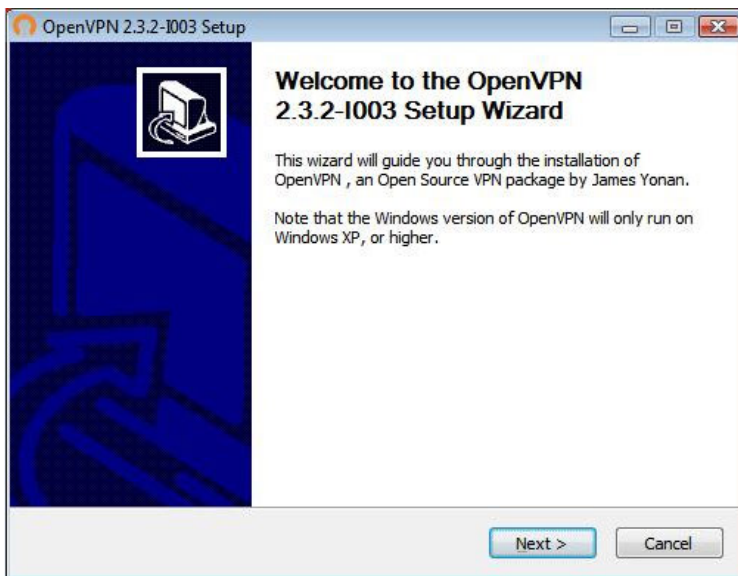 OpenVPN 2.3.2-I003 Setup
Welcome to the OpenVPN
2.3.2-I003 Setup Wizard
This wizard will guide you through the installation of
OpenVPN , an Open Source VPN package by James Yonan.
Note that the Windows version of OpenVPN will only run on
Windows XP, or higher.
Next >
Cancel